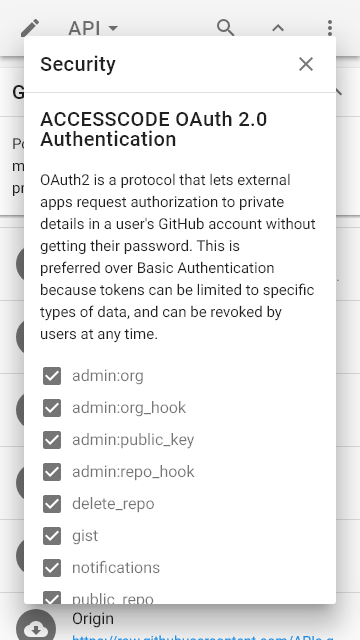 API
Security
G
ACCESSCODE OAuth 2.0
Authentication
Po
m
pr
OAuth2 is a protocol that lets external
apps request authorization to private
details in a user's GitHub account without
getting their password. This is
preferred over Basic Authentication
because tokens can be limited to specific
types of data, and can be revoked by
users at any time.
admin:org
admin:org_hook
admin:public_key
admin:repo_hook
delete_repo
gist
notifications
public_repo
Origin
https://raw.githubusercontent.com/APIs-g